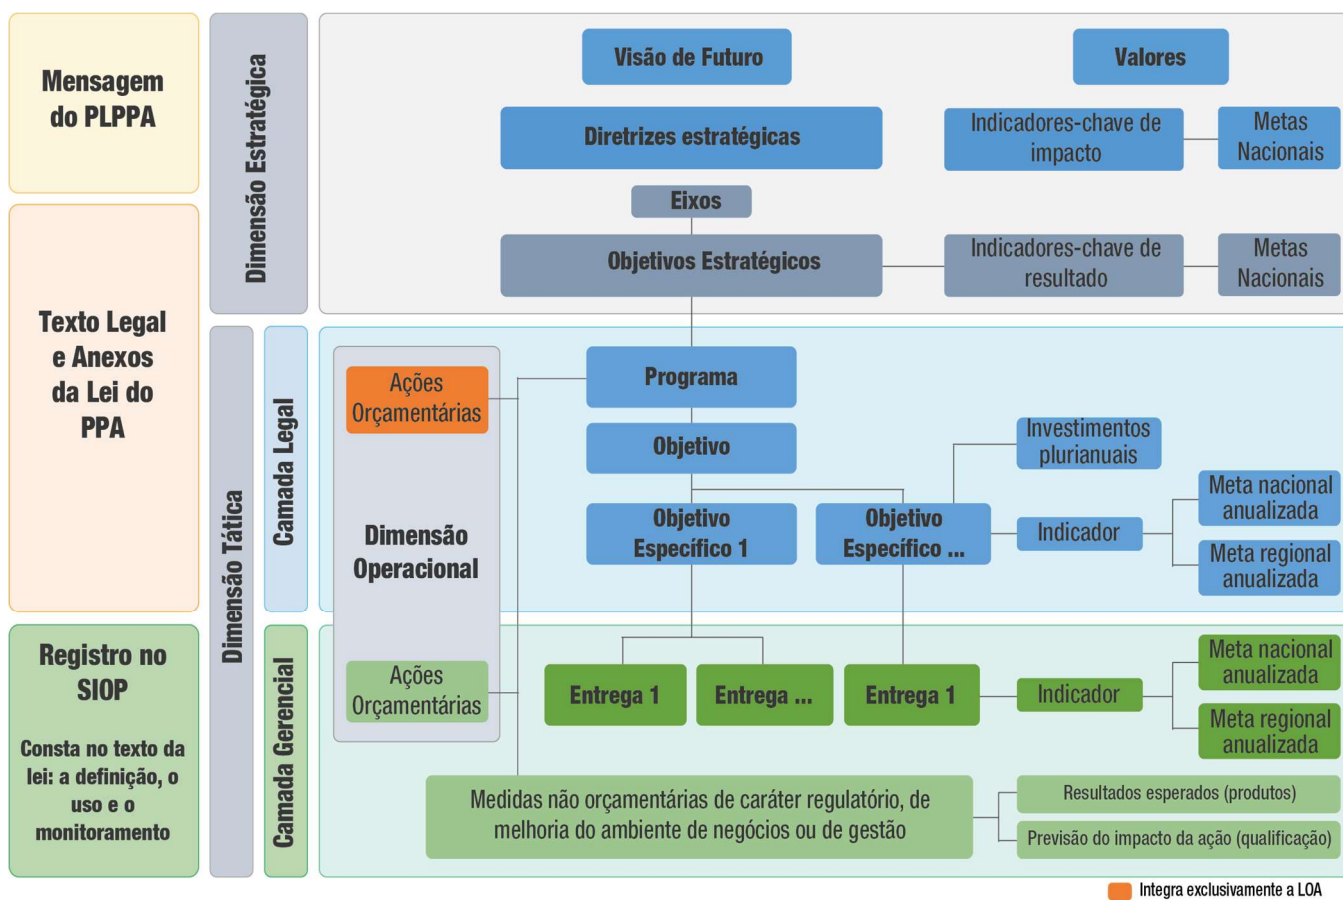 Mensagem
do PLPPA
Texto Legal
e Anexos
da Lei do
PPA
Registro no
SIOP
Consta no texto da
lei: a definição, o
uso e o
monitoramento
Dimensão Estratégica
Dimensão Tática
Camada Legal
Camada Gerencial
Visão de Futuro
Valores
Diretrizes estratégicas
Indicadores-chave de
impacto
Metas
Nacionais
Eixos
Objetivos Estratégicos
Indicadores-chave de
resultado
Metas
Nacionais
Ações
Orçamentárias
Dimensão
Operacional
Ações
Orçamentárias
Programa
Objetivo
Objetivo
Específico 1
Objetivo
Específico ...
Investimentos
plurianuais
Indicador
Meta nacional
anualizada
Meta regional
anualizada
Entrega 1
Entrega ...
Entrega 1
Indicador
Meta nacional
anualizada
Meta regional
anualizada
Medidas não orçamentárias de caráter regulatório, de
melhoria do ambiente de negócios ou de gestão
Resultados esperados (produtos)
Previsão do impacto da ação (qualificação)
Integra exclusivamente a LOA